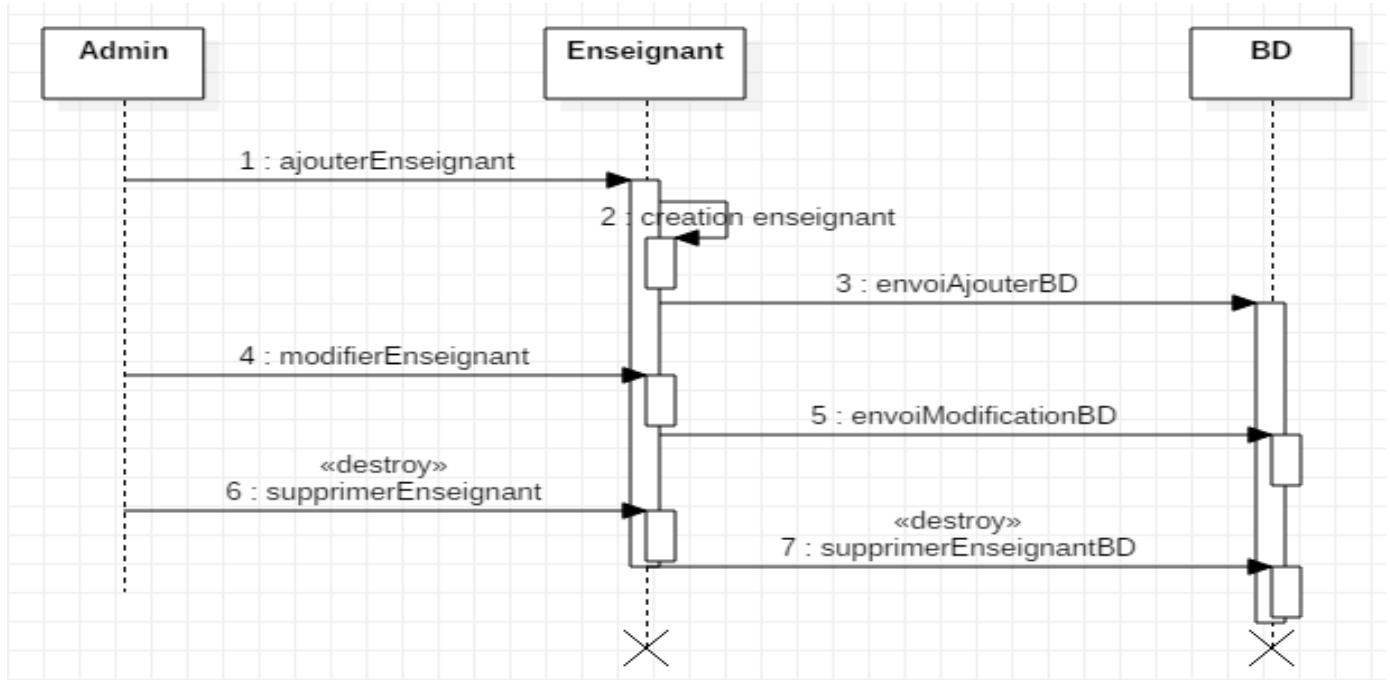 Admin
Enseignant
BD
1 : ajouterEnseignant
2 : creation enseignant
3 : envoiAjouterBD
4 : modifierEnseignant
5 : envoiModificationBD
«destroy»
6 : supprimerEnseignant
«destroy»
7 : supprimerEnseignantBD